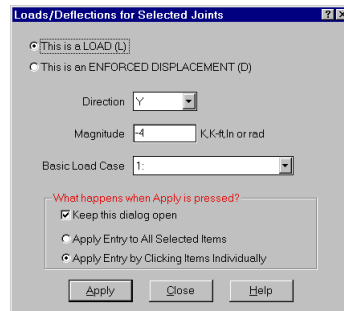 Loads/Deflections for Selected Joints
This is a LOAD (L)
This is an ENFORCED DISPLACEMENT (D)
Direction Y
Magnitude -4 K,K-ft,In or rad
Basic Load Case 1:
What happens when Apply is pressed?
Keep this dialog open
Apply Entry to All Selected Items
Apply Entry by Clicking Items Individually
Apply Close Help